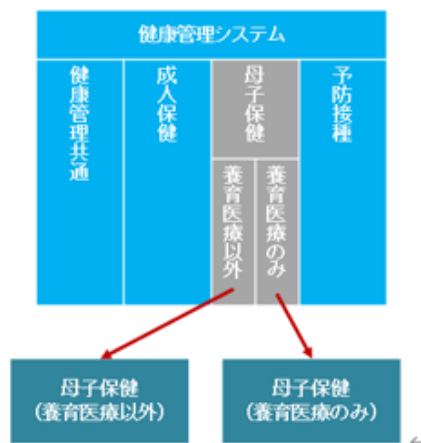 健康管理システム
健康管理共通
成人保健
母子保健
予防接種
養育医療以外
養育医療のみ
母子保健
(養育医療以外)
母子保健
(養育医療のみ)